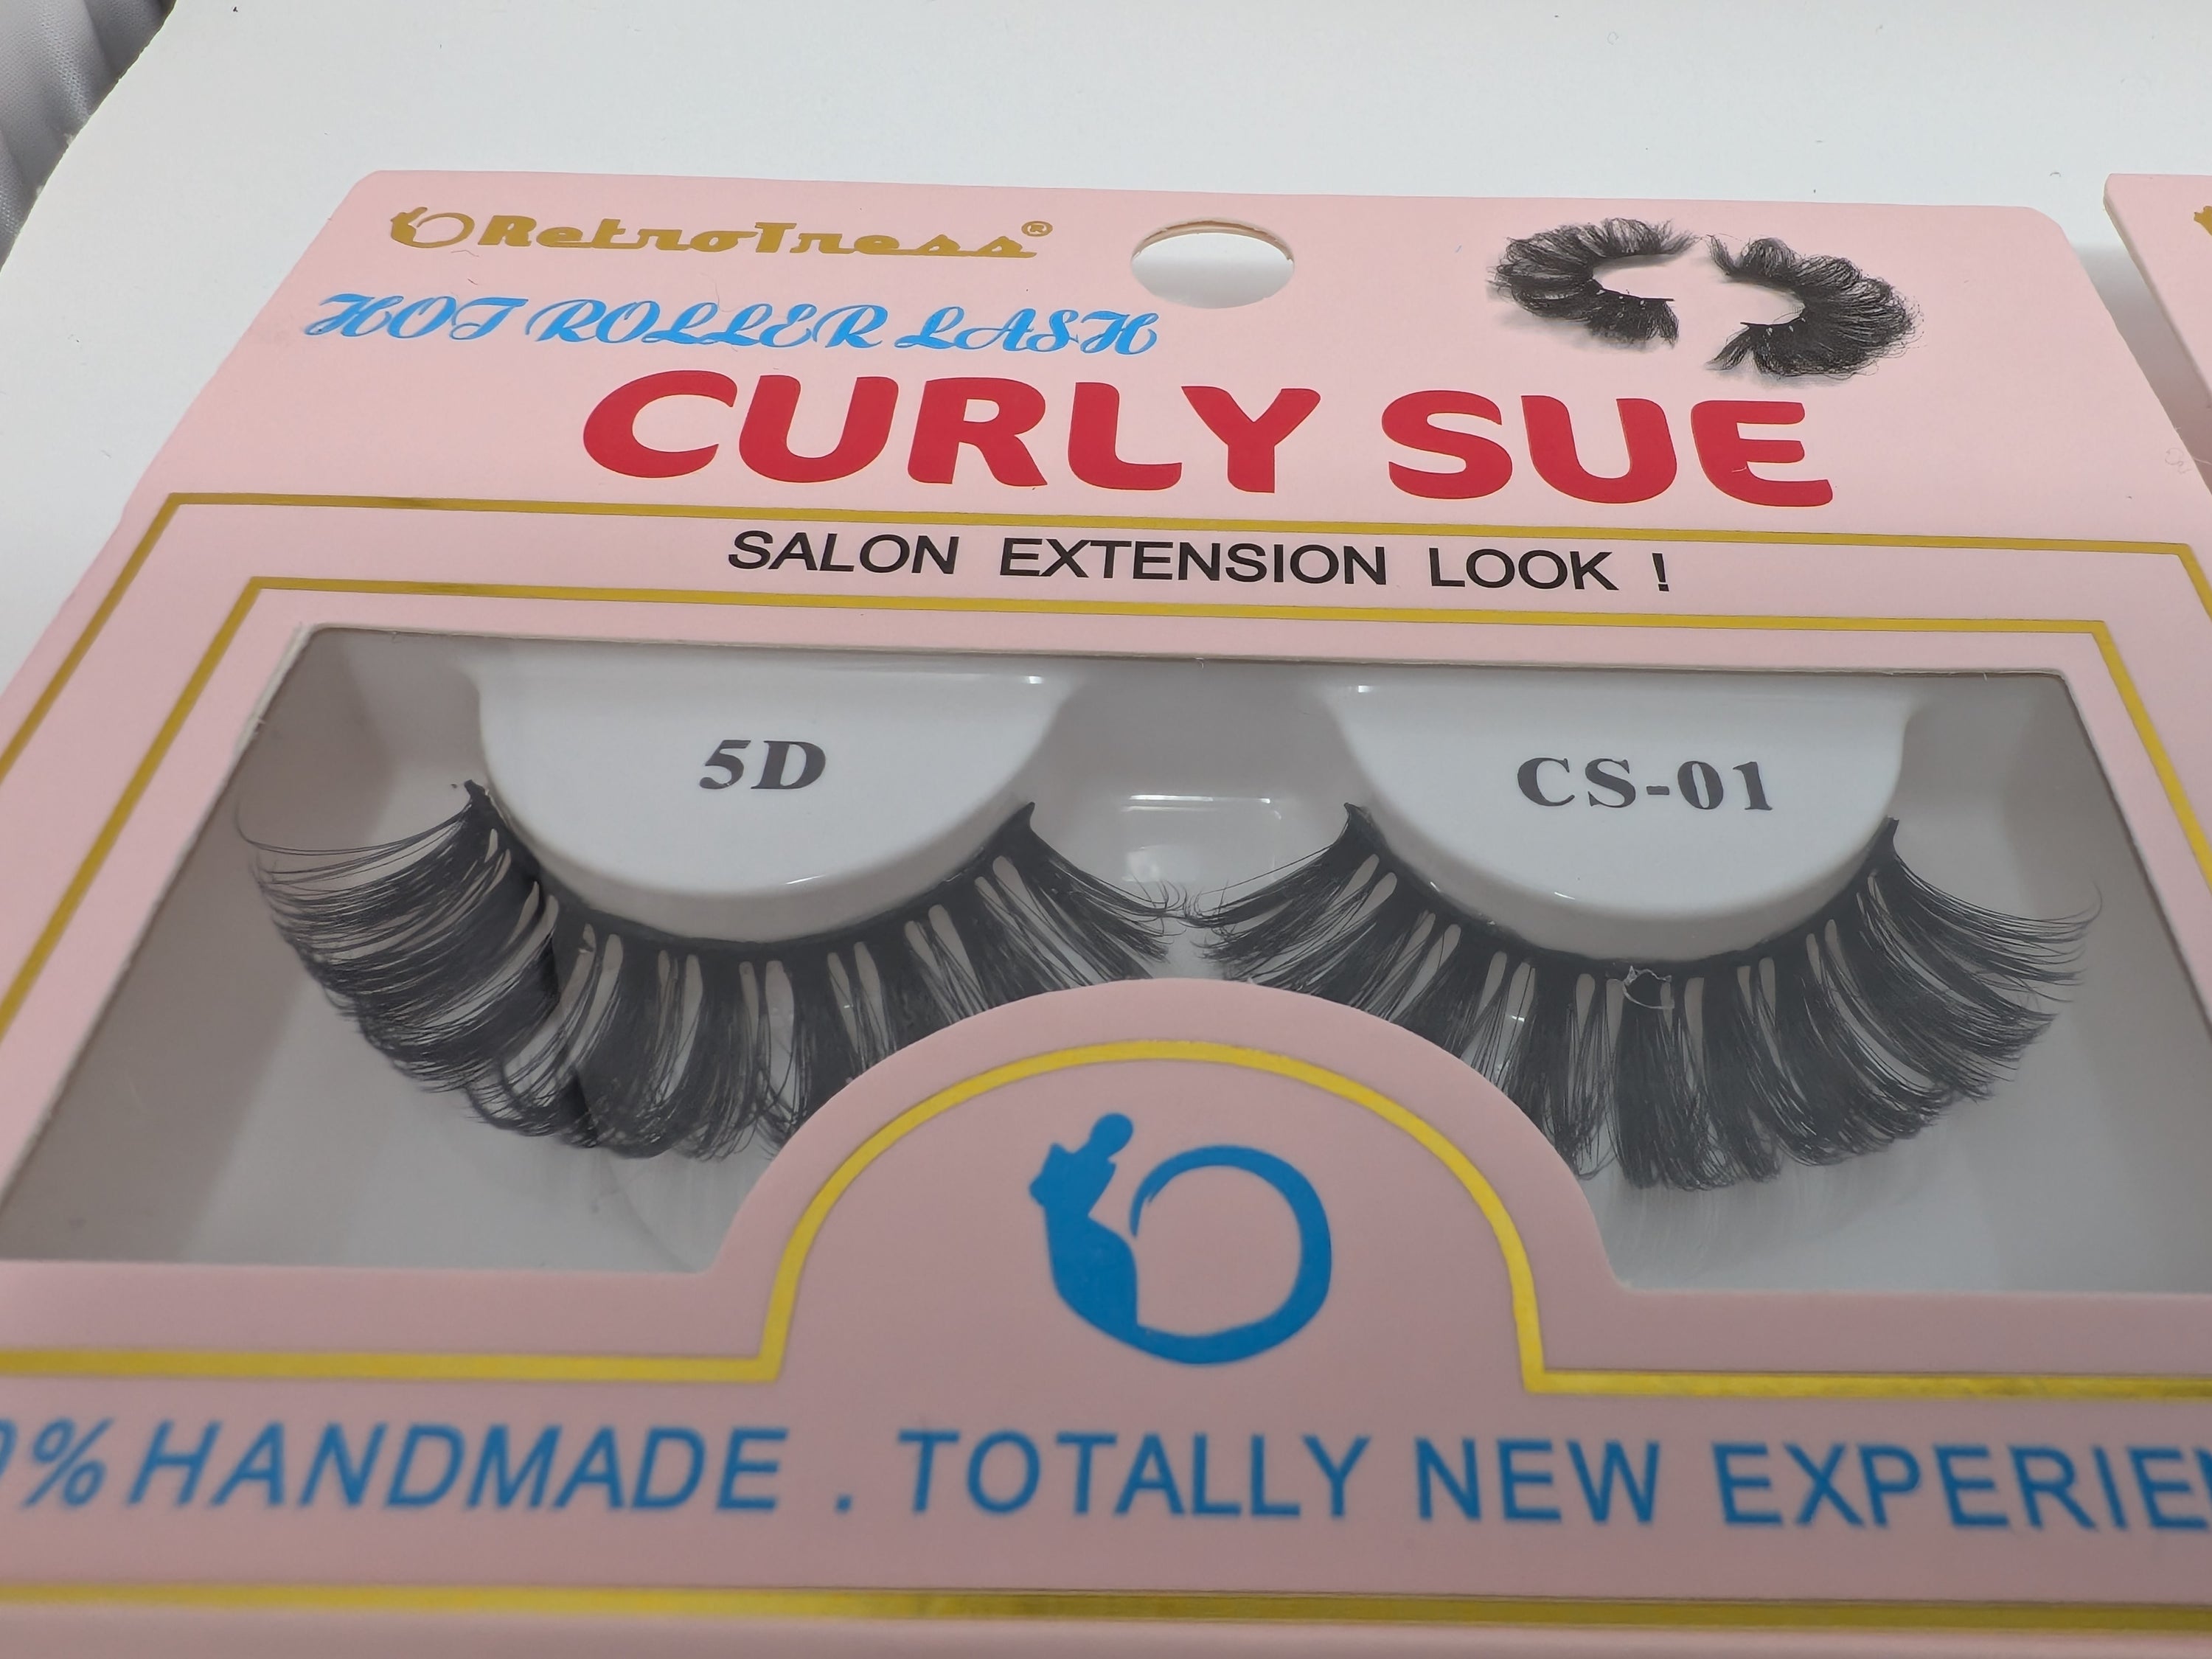 RetroTress®
HOT ROLLER LASH
CURLY SUE
SALON EXTENSION LOOK !
5D
CS-01
% HANDMADE . TOTALLY NEW